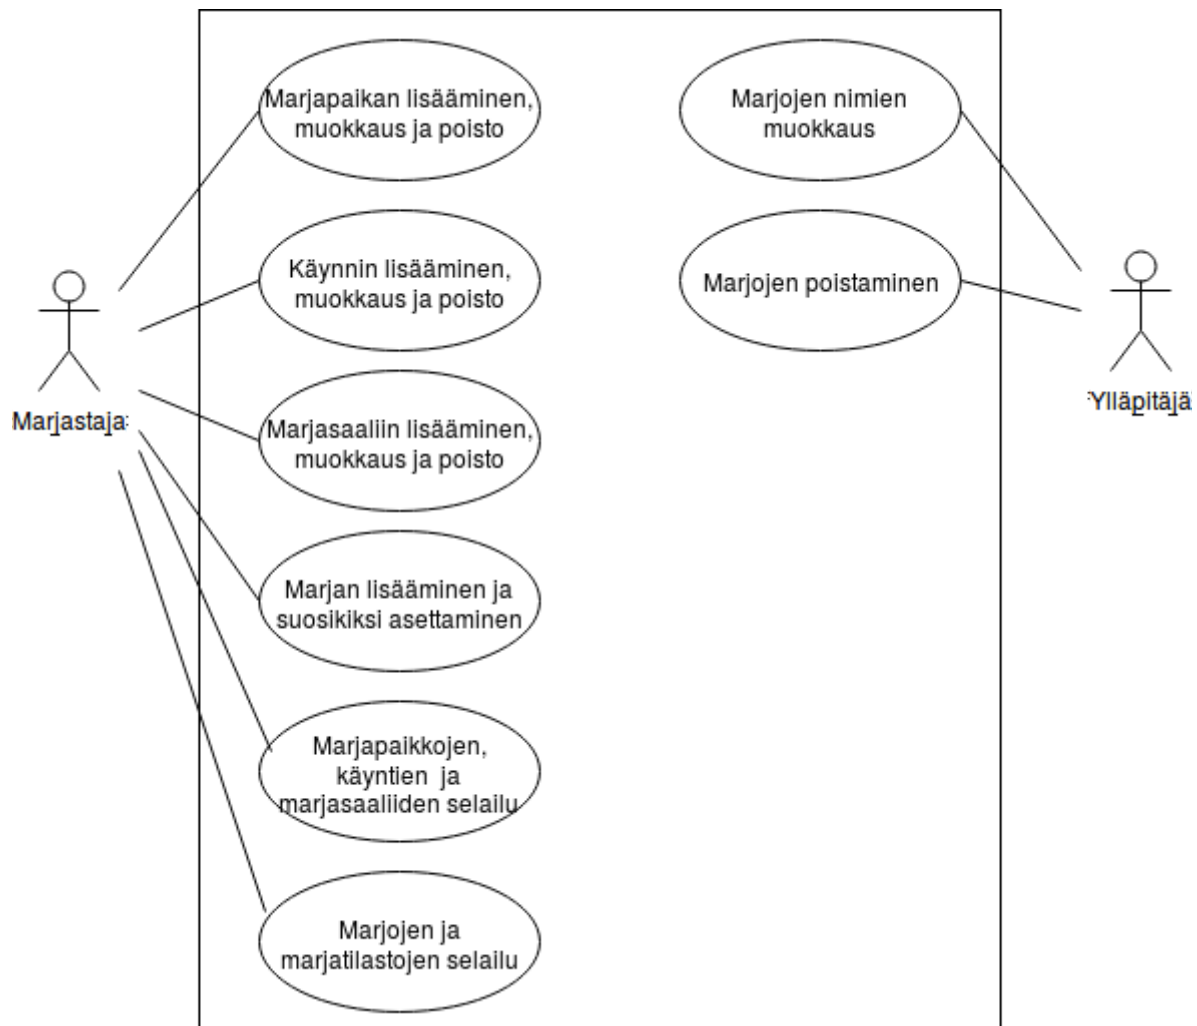 Marjapaikan lisääminen,
muokkaus ja poisto
Marjojen nimien
muokkaus
Käynnin lisääminen,
muokkaus ja poisto
Marjojen poistaminen
Marjastaja
Ylläpitäjä
Marjasaaliin lisääminen,
muokkaus ja poisto
Marjan lisääminen ja
suosikiksi asettaminen
Marjapaikkojen,
käyntien ja
marjasaaliiden selailu
Marjojen ja
marjatilastojen selailu